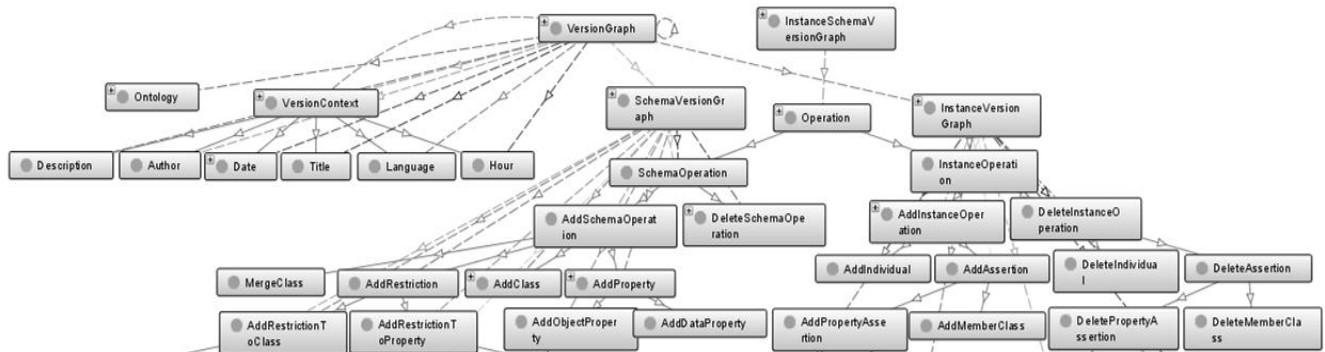 VersionGraph
InstanceSchemaV
ersionGraph
Ontology
VersionContext
SchemaVersionGr
aph
Operation
InstanceVersion
Graph
Description
Author
Date
Title
Language
Hour
SchemaOperation
InstanceOperati
on
AddSchemaOperat
ion
DeleteSchemaOpe
ration
AddInstanceOper
ation
DeleteInstanceO
peration
MergeClass
AddRestriction
AddClass
AddProperty
AddIndividual
AddAssertion
DeleteIndividua
l
DeleteAssertion
AddRestrictionT
oClass
AddRestrictionT
oProperty
AddObjectProper
ty
AddDataProperty
AddPropertyAsse
rtion
AddMemberClass
DeletePropertyA
ssertion
DeleteMemberCla
ss